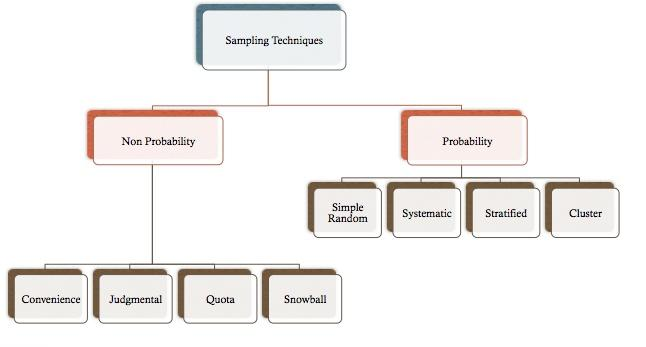 Sampling Techniques
Non Probability
Probability
Simple
Random
Systematic
Stratified
Cluster
Convenience
Judgmental
Quota
Snowball